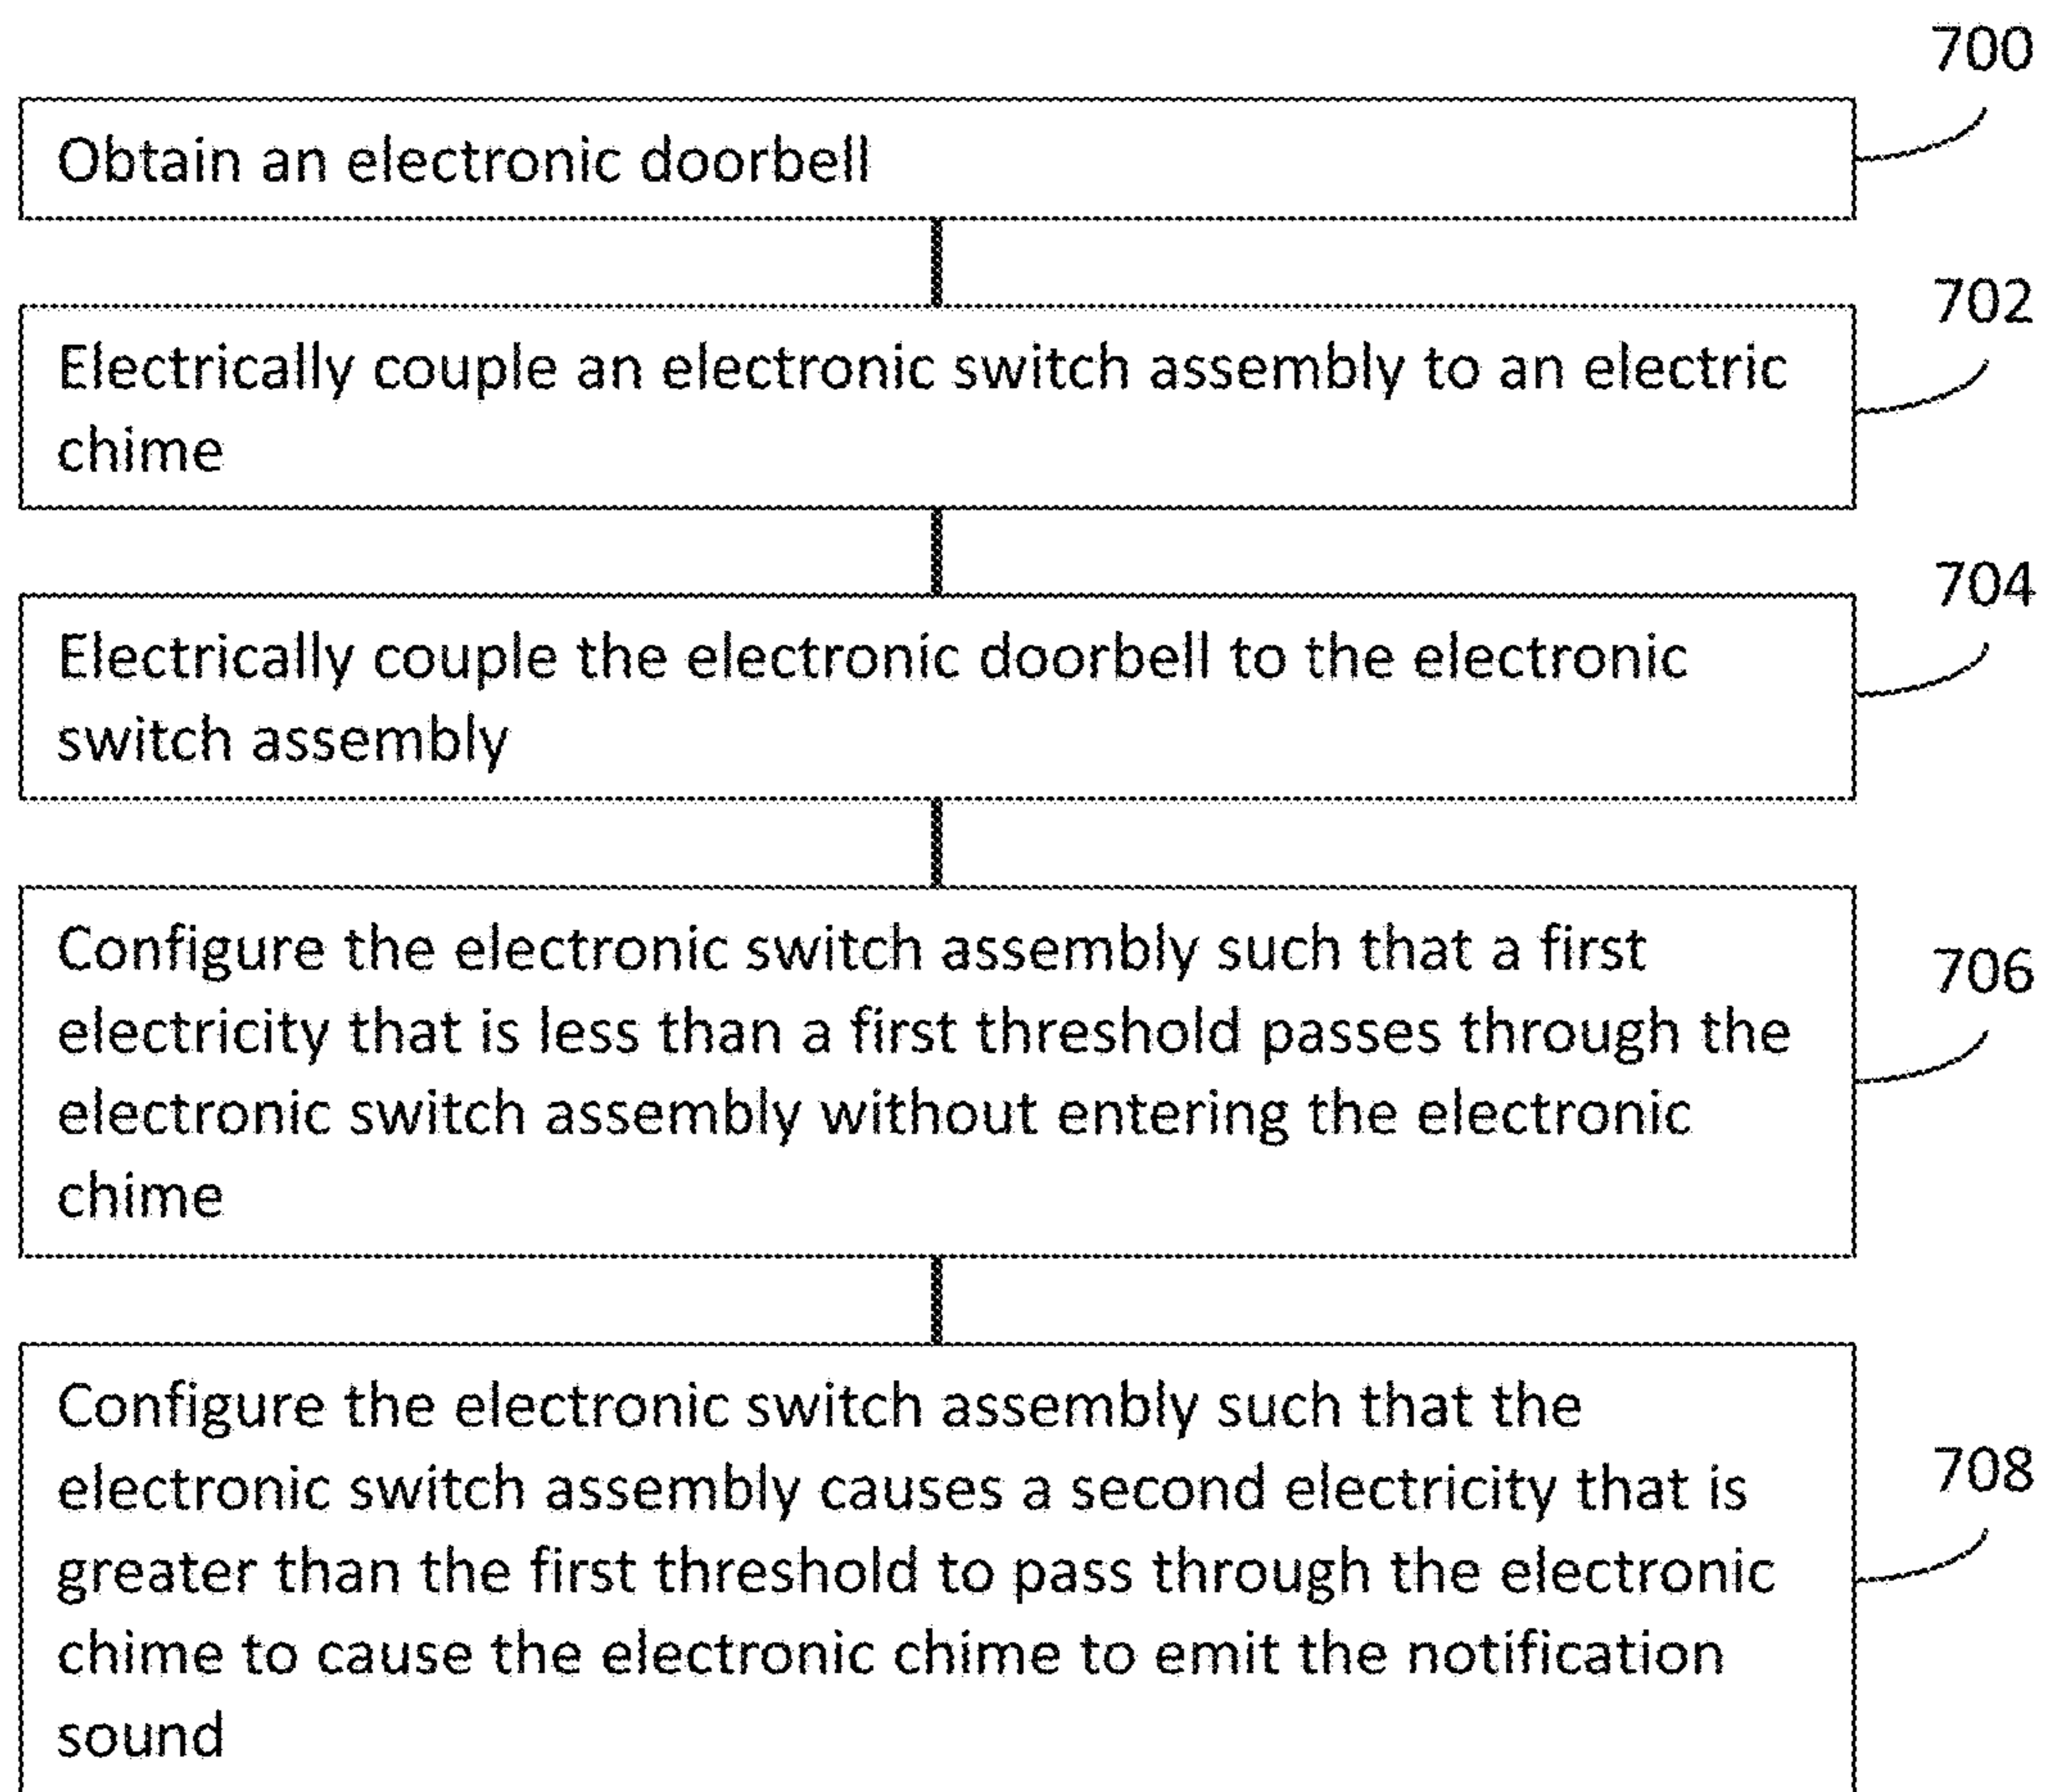 700
Obtain an electronic doorbell
702
Electrically couple an electronic switch assembly to an electric
chime
704
Electrically couple the electronic doorbell to the electronic
switch assembly
706
Configure the electronic switch assembly such that a first
electricity that is less than a first threshold passes through the
electronic switch assembly without entering the electronic
chime
708
Configure the electronic switch assembly such that the
electronic switch assembly causes a second electricity that is
greater than the first threshold to pass through the electronic
chime to cause the electronic chime to emit the notification
sound